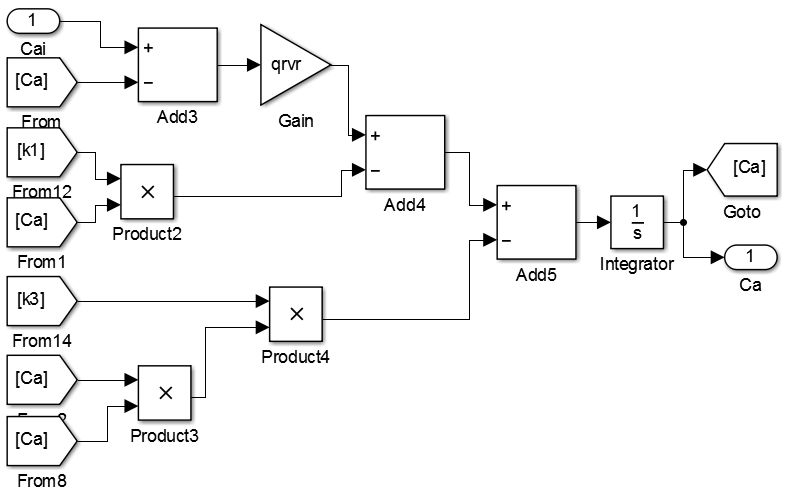 1
Cai
+
[Ca]
−
From
Add3
qrvr
Gain
[k1]
From12
[Ca]
From1
×
Product2
+
−
Add4
+
−
Add5
1
s
Integrator
[Ca]
Goto
1
Ca
[k3]
From14
×
Product4
[Ca]
[Ca]
From8
×
Product3